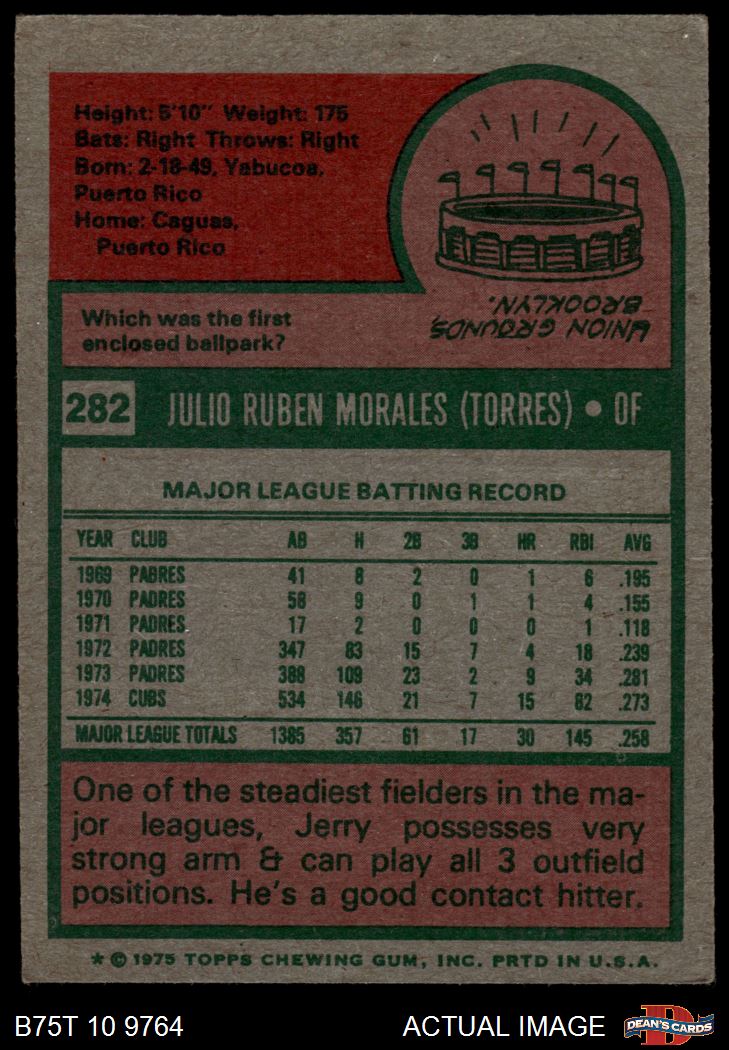 Height: 5'10" Weight: 175
Bats: Right Throws: Right
Born: 2-18-49, Yabucoa,
Puerto Rico
Home: Caguas,
Puerto Rico
Which was the first
enclosed ballpark?
UNION GROUNDS,
BROOKLYN.
282 JULIO RUBEN MORALES (TORRES) • OF
MAJOR LEAGUE BATTING RECORD
YEAR CLUB AB H 2B 3B HR RBI AVG
1969 PADRES 41 8 2 0 1 6 .195
1970 PADRES 58 9 0 1 1 4 .155
1971 PADRES 17 2 0 0 0 1 .118
1972 PADRES 347 83 15 7 4 18 .239
1973 PADRES 388 109 23 2 9 34 .281
1974 CUBS 534 146 21 7 15 82 .273
MAJOR LEAGUE TOTALS 1385 357 61 17 30 145 .258
One of the steadiest fielders in the ma-
jor leagues, Jerry possesses very
strong arm & can play all 3 outfield
positions. He's a good contact hitter.
* © 1975 TOPPS CHEWING GUM, INC. PRTD IN U.S.A.
B75T 10 9764 ACTUAL IMAGE DEAN'S CARDS